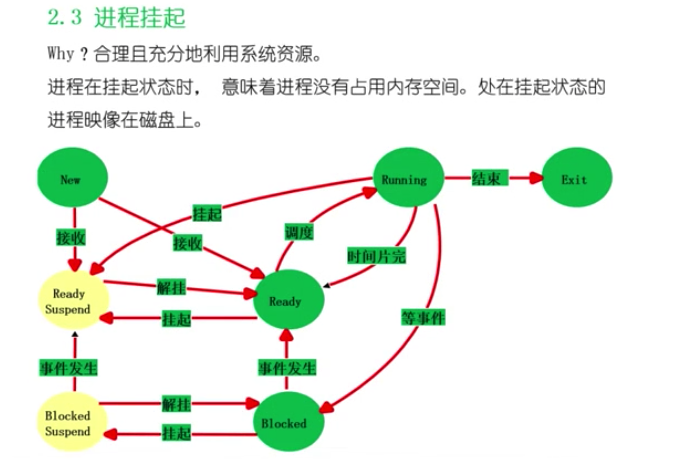 2.3 进程挂起
Why？合理且充分地利用系统资源。
进程在挂起状态时， 意味着进程没有占用内存空间。处在挂起状态的
进程映像在磁盘上。
New
Running
结束
Exit
挂起
接收
接收
调度
时间片完
解挂
Ready
Suspend
Ready
挂起
等事件
事件发生
事件发生
解挂
Blocked
Suspend
Blocked
挂起